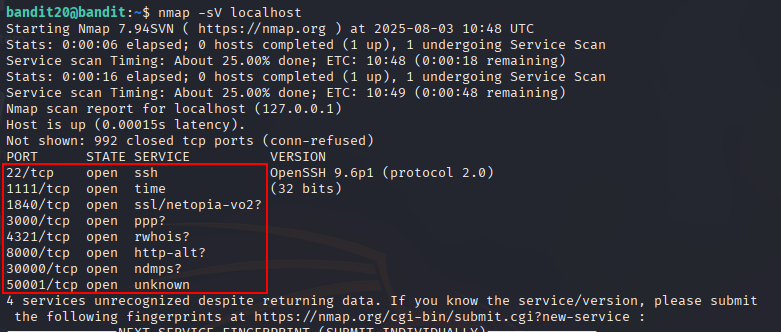 bandit20@bandit:~$ nmap -sV localhost
Starting Nmap 7.94SVN ( https://nmap.org ) at 2025-08-03 10:48 UTC
Stats: 0:00:06 elapsed; 0 hosts completed (1 up), 1 undergoing Service Scan
Service scan Timing: About 25.00% done; ETC: 10:48 (0:00:18 remaining)
Stats: 0:00:16 elapsed; 0 hosts completed (1 up), 1 undergoing Service Scan
Service scan Timing: About 25.00% done; ETC: 10:49 (0:00:48 remaining)
Nmap scan report for localhost (127.0.0.1)
Host is up (0.00015s latency).
Not shown: 992 closed tcp ports (conn-refused)
PORT      STATE SERVICE         VERSION
22/tcp    open  ssh             OpenSSH 9.6p1 (protocol 2.0)
1111/tcp  open  time            (32 bits)
1840/tcp  open  ssl/netopia-vo2?
3000/tcp  open  ppp?
4321/tcp  open  rwhois?
8000/tcp  open  http-alt?
30000/tcp open  ndmps?
50001/tcp open  unknown
4 services unrecognized despite returning data. If you know the service/version, please submit
the following fingerprints at https://nmap.org/cgi-bin/submit.cgi?new-service :
NEXT SERVICE FINGERPRINT (SUBMIT INDIVIDUALLY)